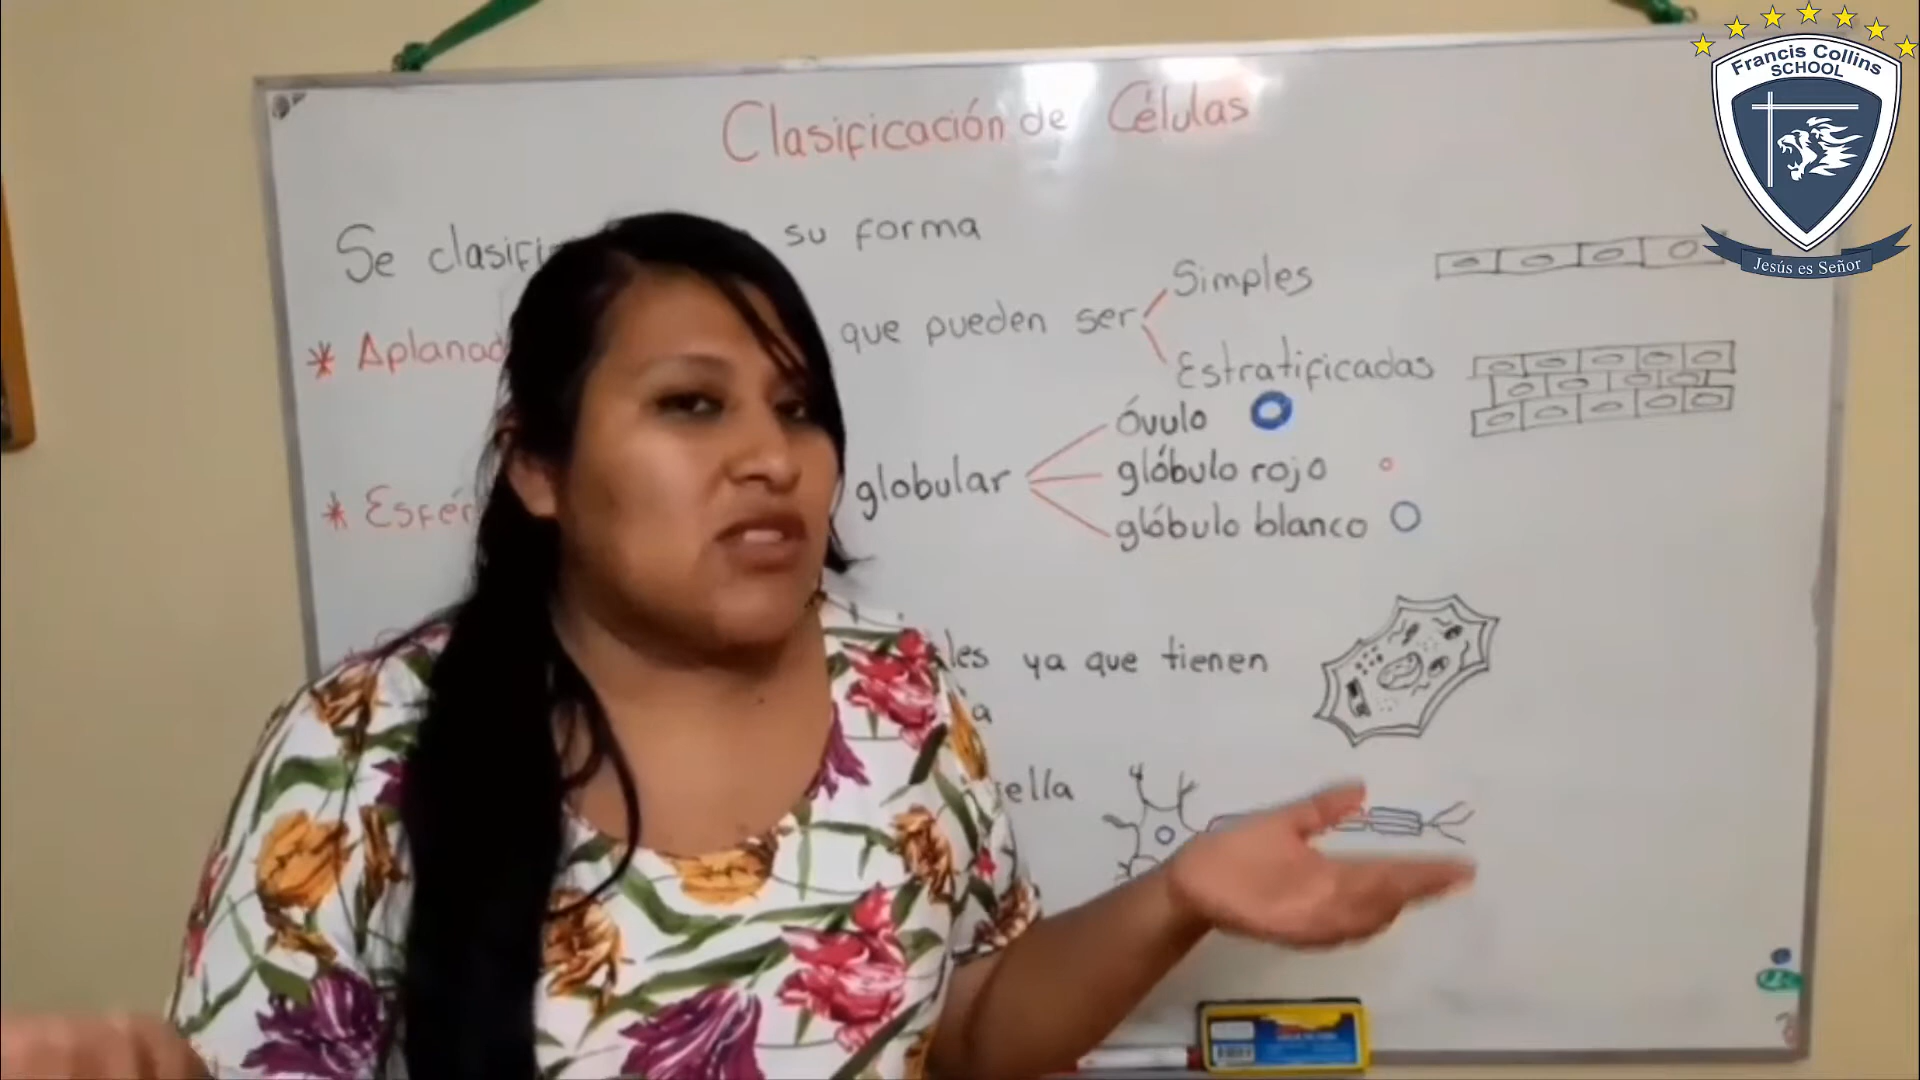 Francis Collins
SCHOOL
Jesús es Señor
Clasificación de Células
Se clasifi su forma
* Aplanad que pueden ser
Simples
Estratificadas
* Esfér globular
Óvulo
glóbulo rojo
glóbulo blanco
les ya que tienen
a
ella